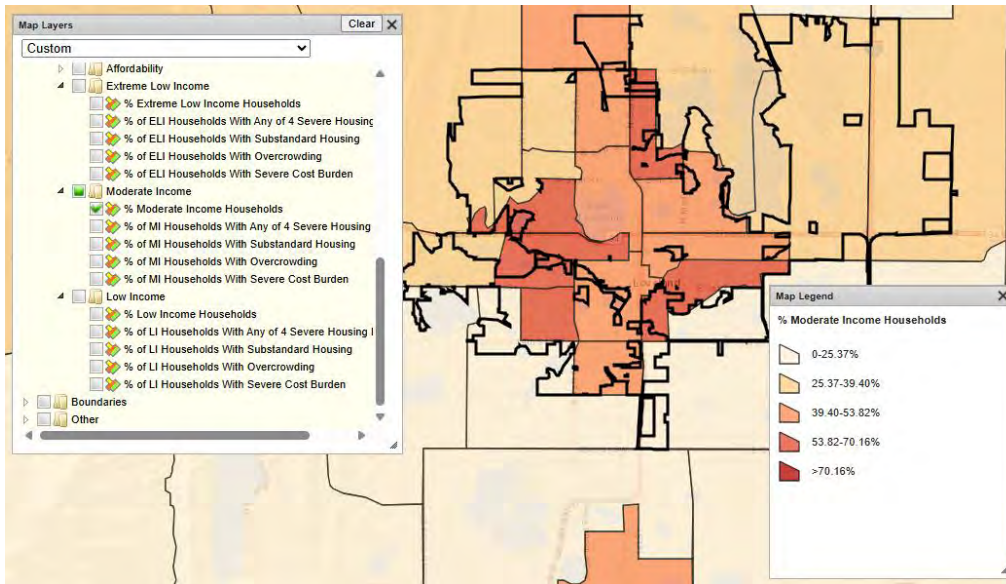 Map Layers
Clear
Custom
Affordability
Extreme Low Income
% Extreme Low Income Households
% of ELI Households With Any of 4 Severe Housing
% of ELI Households With Substandard Housing
% of ELI Households With Overcrowding
% of ELI Households With Severe Cost Burden
Moderate Income
% Moderate Income Households
% of MI Households With Any of 4 Severe Housing
% of MI Households With Substandard Housing
% of MI Households With Overcrowding
% of MI Households With Severe Cost Burden
Low Income
% Low Income Households
% of LI Households With Any of 4 Severe Housing
% of LI Households With Substandard Housing
% of LI Households With Overcrowding
% of LI Households With Severe Cost Burden
Boundaries
Other
Map Legend
% Moderate Income Households
0-25.37%
25.37-39.40%
39.40-53.82%
53.82-70.16%
>70.16%